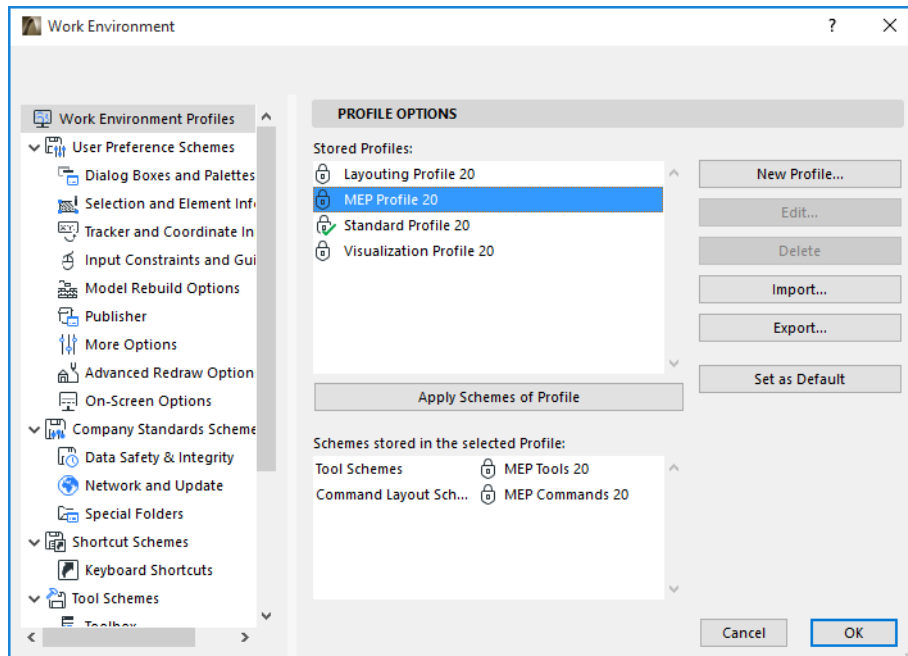 Work Environment
?
Work Environment Profiles
User Preference Schemes
Dialog Boxes and Palettes
Selection and Element Inf
Tracker and Coordinate In
Input Constraints and Gui
Model Rebuild Options
Publisher
More Options
Advanced Redraw Option
On-Screen Options
Company Standards Scheme
Data Safety & Integrity
Network and Update
Special Folders
Shortcut Schemes
Keyboard Shortcuts
Tool Schemes
Toolbox
PROFILE OPTIONS
Stored Profiles:
Layouting Profile 20
MEP Profile 20
Standard Profile 20
Visualization Profile 20
New Profile...
Edit...
Delete
Import...
Export...
Set as Default
Apply Schemes of Profile
Schemes stored in the selected Profile:
Tool Schemes MEP Tools 20
Command Layout Sch... MEP Commands 20
Cancel OK